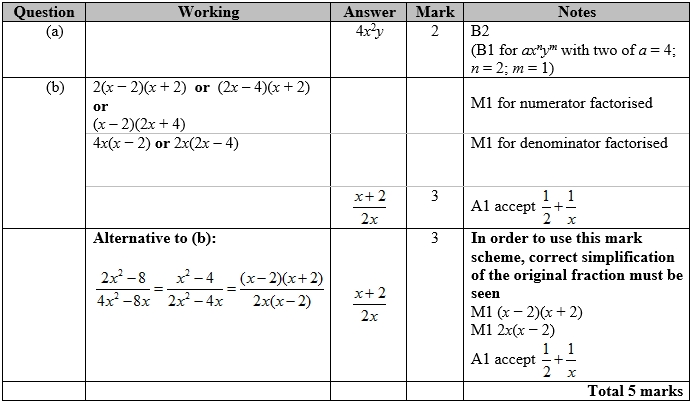 Question Working Answer Mark Notes
(a) 4x²y 2 B2
(B1 for axⁿyᵐ with two of a = 4;
n = 2; m = 1)
(b) 2(x – 2)(x + 2) or (2x – 4)(x + 2)
or
(x – 2)(2x + 4)
M1 for numerator factorised
4x(x – 2) or 2x(2x – 4) M1 for denominator factorised
(x + 2)/(2x) 3 A1 accept 1/2 + 1/x
Alternative to (b):
(2x² – 8)/(4x² – 8x) = (x² – 4)/(2x² – 4x) = (x – 2)(x + 2)/(2x(x – 2))
(x + 2)/(2x)
3
In order to use this mark
scheme, correct simplification
of the original fraction must be
seen
M1 (x – 2)(x + 2)
M1 2x(x – 2)
A1 accept 1/2 + 1/x
Total 5 marks